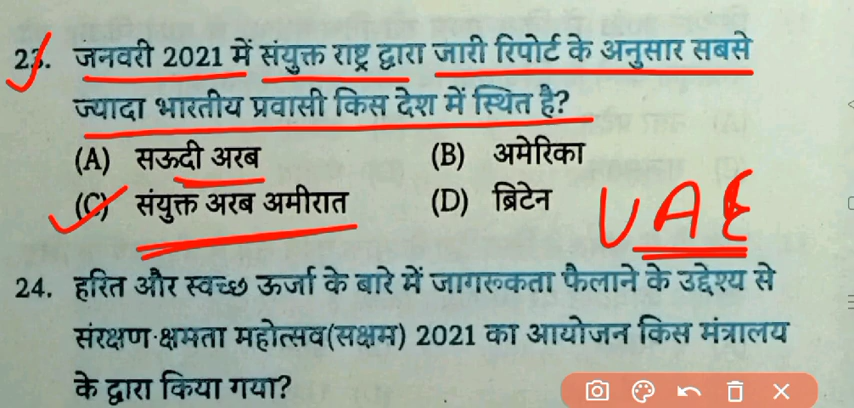 23. जनवरी 2021 में संयुक्त राष्ट्र द्वारा जारी रिपोर्ट के अनुसार सबसे
ज्यादा भारतीय प्रवासी किस देश में स्थित है?
(A) सऊदी अरब (B) अमेरिका
(C) संयुक्त अरब अमीरात (D) ब्रिटेन
UAE
24. हरित और स्वच्छ ऊर्जा के बारे में जागरूकता फैलाने के उद्देश्य से
संरक्षण क्षमता महोत्सव(सक्षम) 2021 का आयोजन किस मंत्रालय
के द्वारा किया गया?